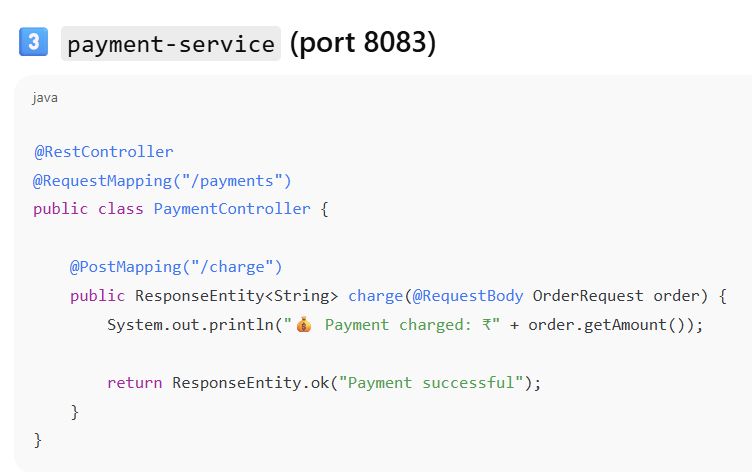 3️⃣ payment-service (port 8083)
java
@RestController
@RequestMapping("/payments")
public class PaymentController {
    @PostMapping("/charge")
    public ResponseEntity<String> charge(@RequestBody OrderRequest order) {
        System.out.println("💰 Payment charged: ₹" + order.getAmount());
        return ResponseEntity.ok("Payment successful");
    }
}